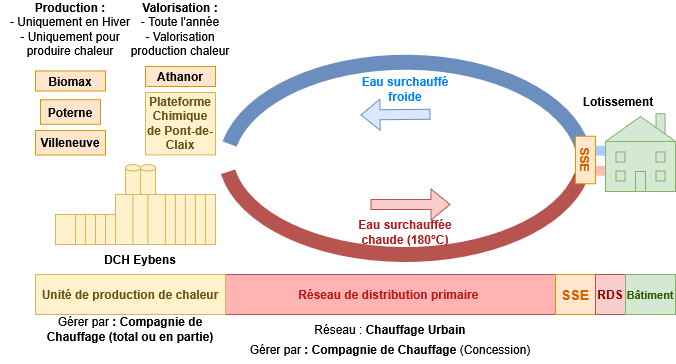 Production :
- Uniquement en Hiver
- Uniquement pour
produire chaleur
Valorisation :
- Toute l'année
- Valorisation
production chaleur
Biomax
Poterne
Villeneuve
Athanor
Plateforme
Chimique
de Pont-de-
Claix
DCH Eybens
Eau surchauffé
froide
Eau surchauffée
chaude (180°C)
Lotissement
SSE
Unité de production de chaleur
Réseau de distribution primaire
SSE
RDS
Bâtiment
Gérer par : Compagnie de
Chauffage (total ou en partie)
Réseau : Chauffage Urbain
Gérer par : Compagnie de Chauffage (Concession)